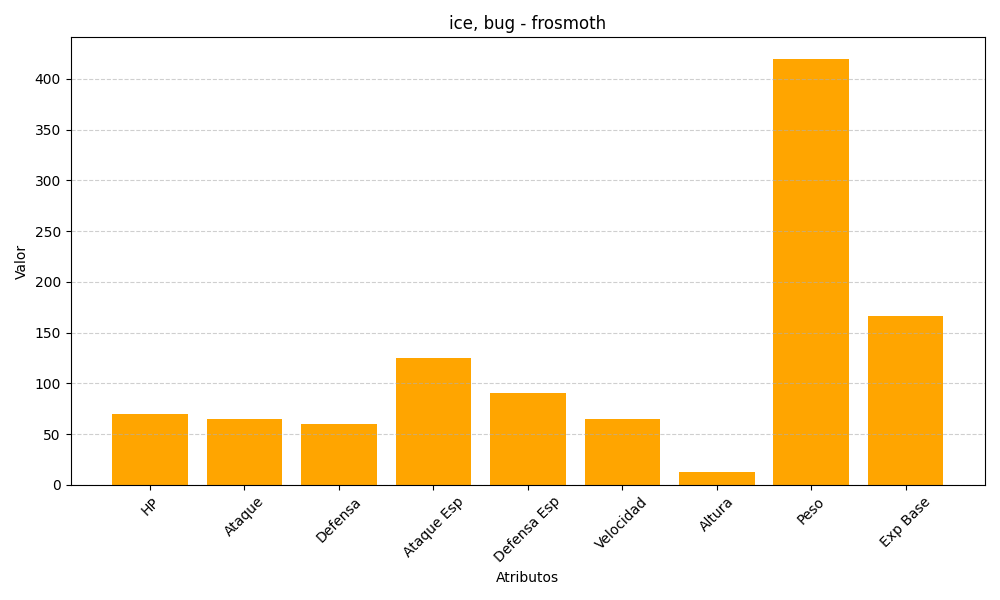 ice, bug - frosmoth
Valor
400
350
300
250
200
150
100
50
0
HP
Ataque
Defensa
Ataque Esp
Defensa Esp
Velocidad
Altura
Peso
Exp Base
Atributos